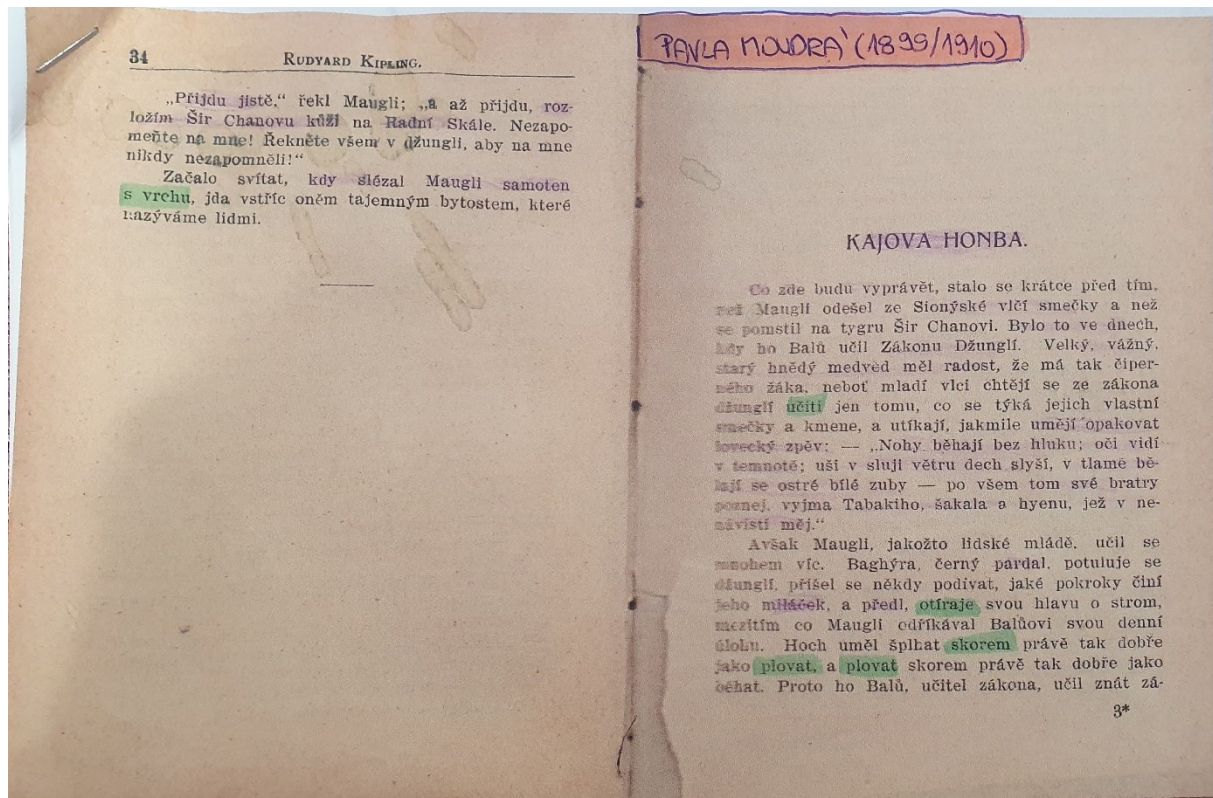 34
RUDYARD KIPLING.
„Přijdu jistě,“ řekl Maugli; „a až přijdu, roz-
ložím Šir Chanovu kůži na Radní Skále. Nezapo-
meňte na mne! Řekněte všem v džungli, aby na mne
nikdy nezapomněli!“
Začalo svítat, kdy slézal Maugli samoten
s vrchu, jda vstříc oněm tajemným bytostem, které
nazýváme lidmi.
PAVLA MOUDRÁ (1899/1910)
KAJOVA HONBA.
Co zde budu vyprávět, stalo se krátce před tím,
než Maugli odešel ze Sionýské vlčí smečky a než
se pomstil na tygru Šir Chanovi. Bylo to ve dnech,
kdy ho Balů učil Zákonu Džunglí. Velký, vážný,
starý hnědý medvěd měl radost, že má tak čiper-
ného žáka, neboť mladí vlci chtějí se ze zákona
džunglí učiti jen tomu, co se týká jejich vlastní
smečky a kmene, a utíkají, jakmile umějí opakovat
lovecký zpěv: — „Nohy běhají bez hluku; oči vidí
v temnotě; uši v sluji větru dech slyší, v tlamě bě-
lají se ostré bílé zuby — po všem tom své bratry
poznej, vyjma Tabakiho, šakala a hyenu, jež v ne-
návisti měj.“
Avšak Maugli, jakožto lidské mládě, učil se
mnohem víc. Baghýra, černý pardal, potuluje se
džunglí, přišel se někdy podívat, jaké pokroky činí
jeho miláček, a předl, otíraje svou hlavu o strom,
mezitím co Maugli odříkával Balůovi svou denní
úlohu. Hoch uměl šplhat skorem právě tak dobře
jako plovat, a plovat skorem právě tak dobře jako
běhat. Proto ho Balů, učitel zákona, učil znát zá-
3*